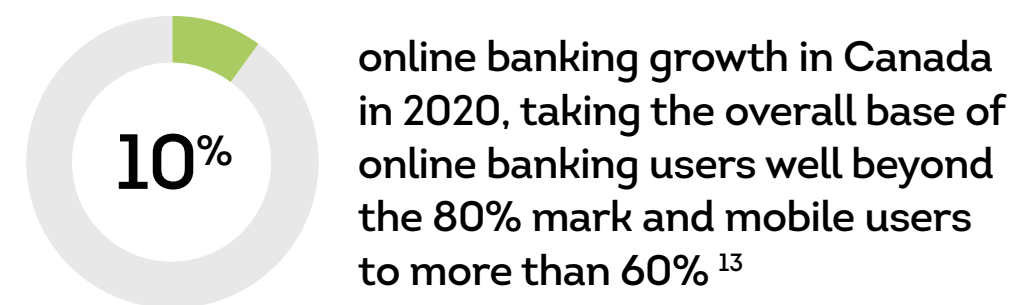 10%
online banking growth in Canada
in 2020, taking the overall base of
online banking users well beyond
the 80% mark and mobile users
to more than 60% 13